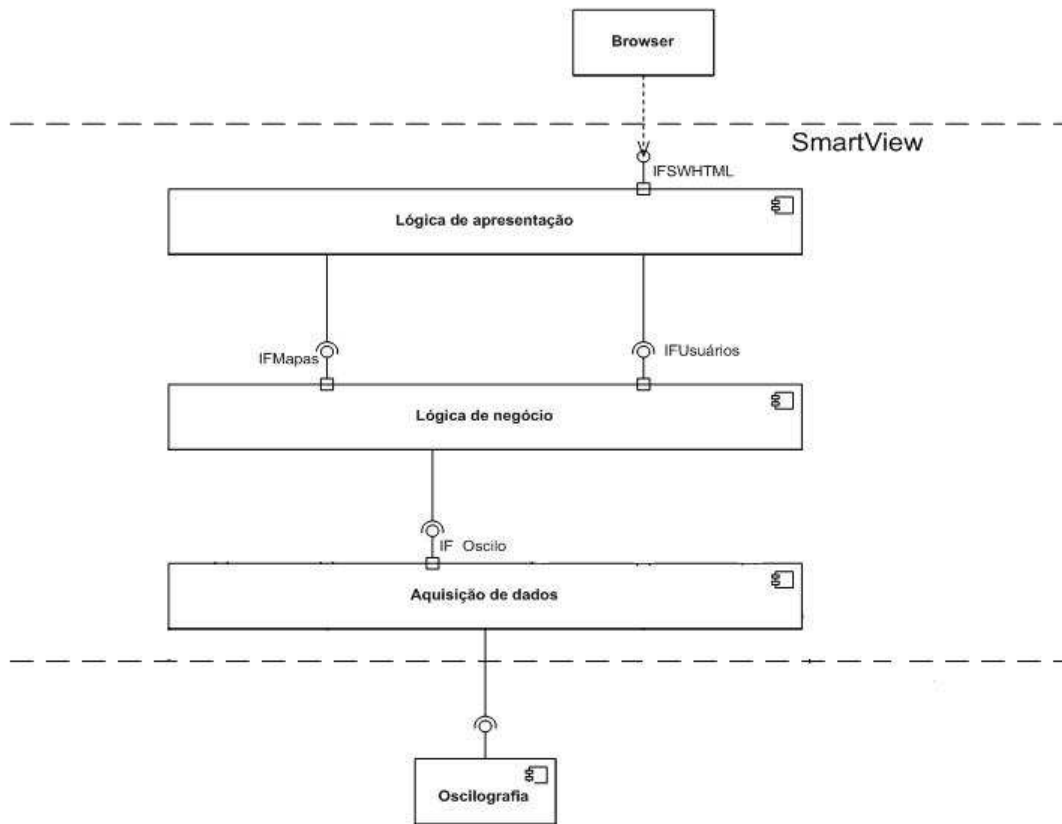 Browser
SmartView
IFSWHTML
Lógica de apresentação
IFMapas
IFUsuários
Lógica de negócio
IF Oscilo
Aquisição de dados
Oscilografia